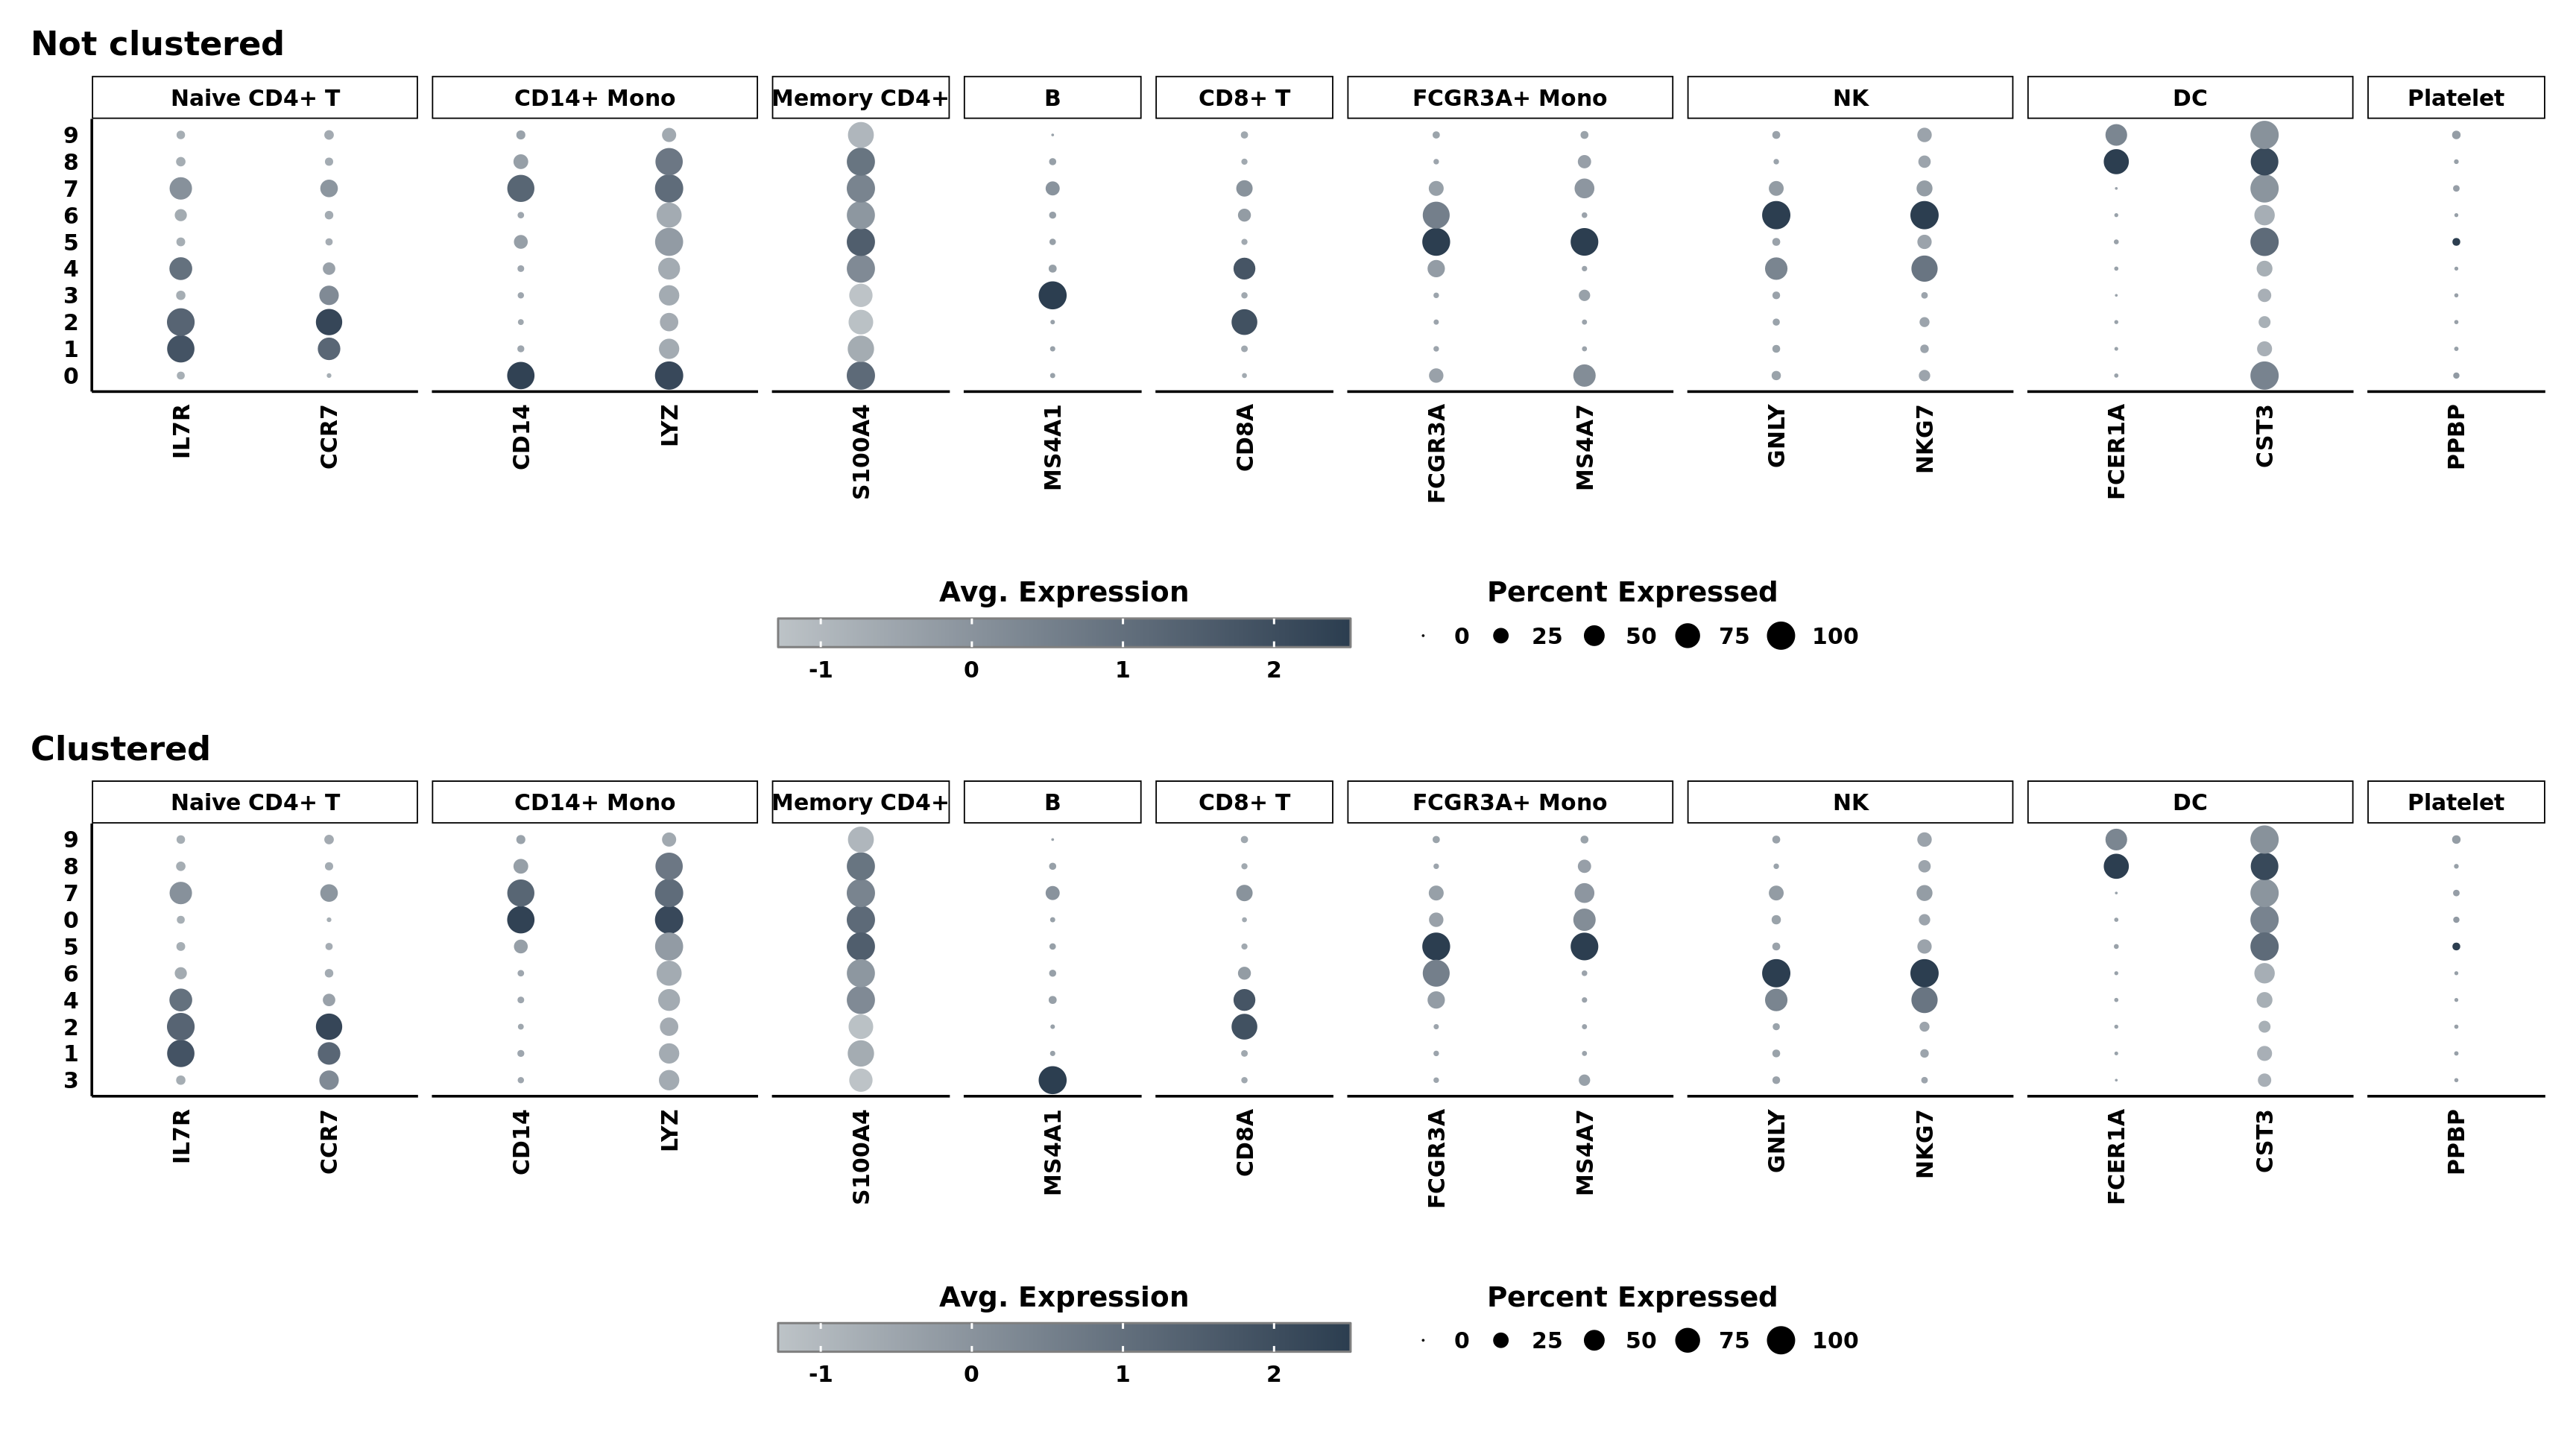 Not clustered
Naive CD4+ T CD14+ Mono Memory CD4+ B CD8+ T FCGR3A+ Mono NK DC Platelet
9
8
7
6
5
4
3
2
1
0
IL7R CCR7 CD14 LYZ S100A4 MS4A1 CD8A FCGR3A MS4A7 GNLY NKG7 FCER1A CST3 PPBP
Avg. Expression Percent Expressed
0 25 50 75 100
-1 0 1 2
Clustered
Naive CD4+ T CD14+ Mono Memory CD4+ B CD8+ T FCGR3A+ Mono NK DC Platelet
9
8
7
0
5
6
4
2
1
3
IL7R CCR7 CD14 LYZ S100A4 MS4A1 CD8A FCGR3A MS4A7 GNLY NKG7 FCER1A CST3 PPBP
Avg. Expression Percent Expressed
0 25 50 75 100
-1 0 1 2